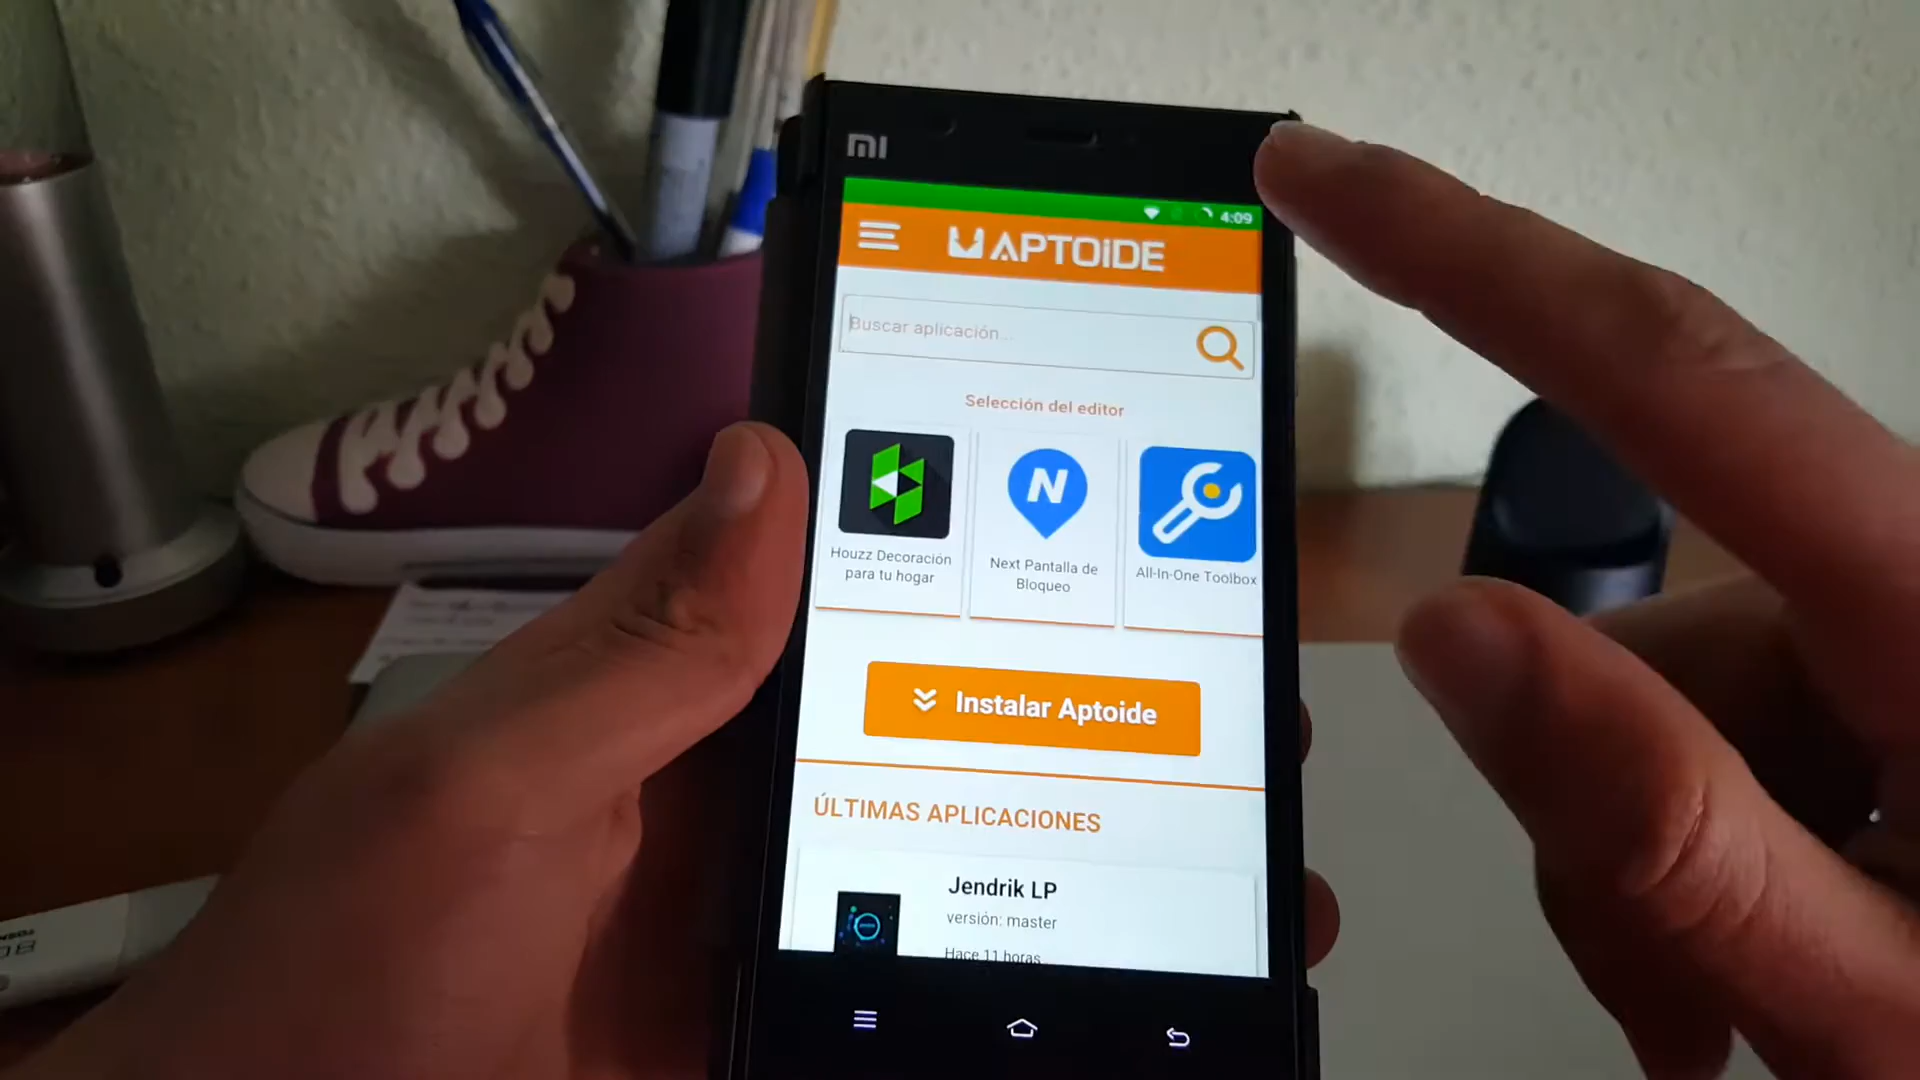 mi
4:09
APTOIDE
Buscar aplicación...
Selección del editor
Houzz Decoración
para tu hogar
N
Next Pantalla de
Bloqueo
All-In-One Toolbox
Instalar Aptoide
ÚLTIMAS APLICACIONES
Jendrik LP
versión: master
Hace 11 horas